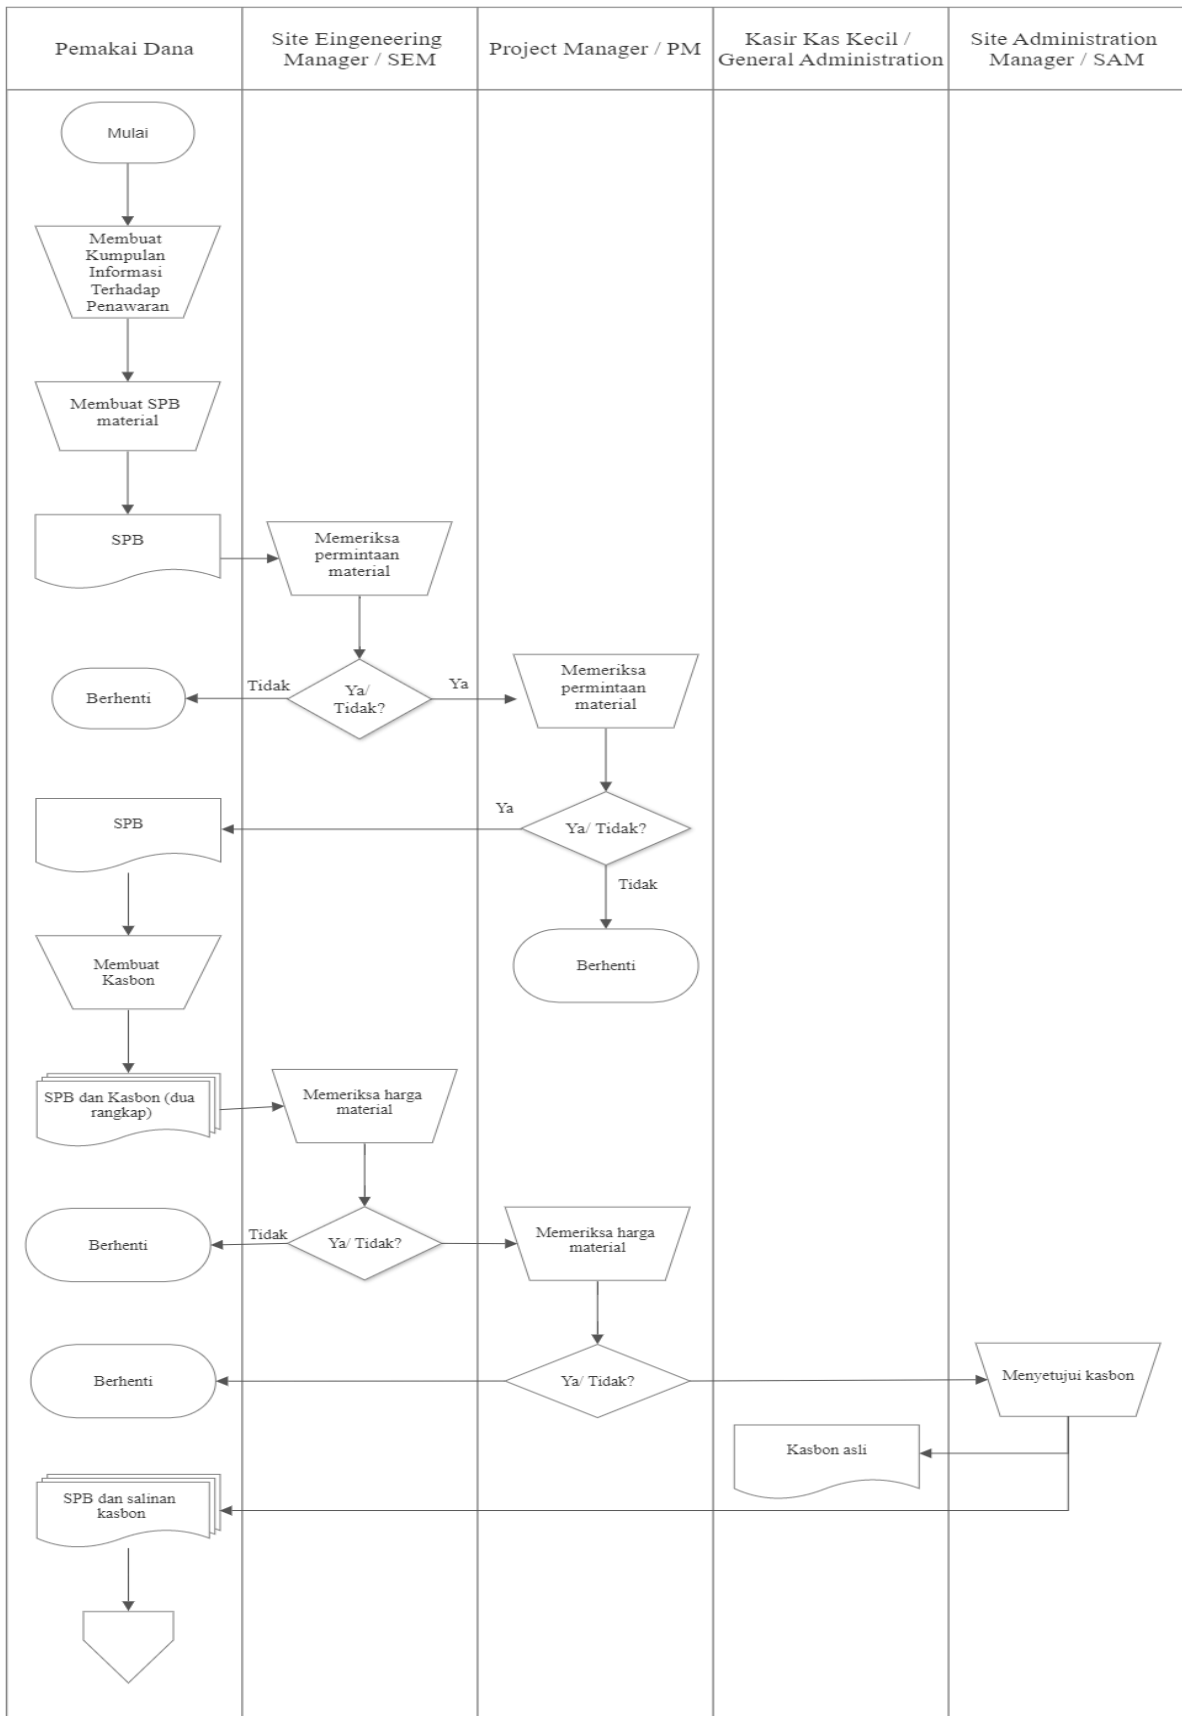 Pemakai Dana
Site Eingeneering
Manager / SEM
Project Manager / PM
Kasir Kas Kecil /
General Administration
Site Administration
Manager / SAM
Mulai
Membuat
Kumpulan
Informasi
Terhadap
Penawaran
Membuat SPB
material
SPB
Memeriksa
permintaan
material
Berhenti
Tidak
Ya/
Tidak?
Ya
Memeriksa
permintaan
material
SPB
Ya
Ya/ Tidak?
Tidak
Berhenti
Membuat
Kasbon
SPB dan Kasbon (dua
rangkap)
Memeriksa harga
material
Berhenti
Tidak
Ya/ Tidak?
Memeriksa harga
material
Berhenti
Ya/ Tidak?
Menyetujui kasbon
Kasbon asli
SPB dan salinan
kasbon